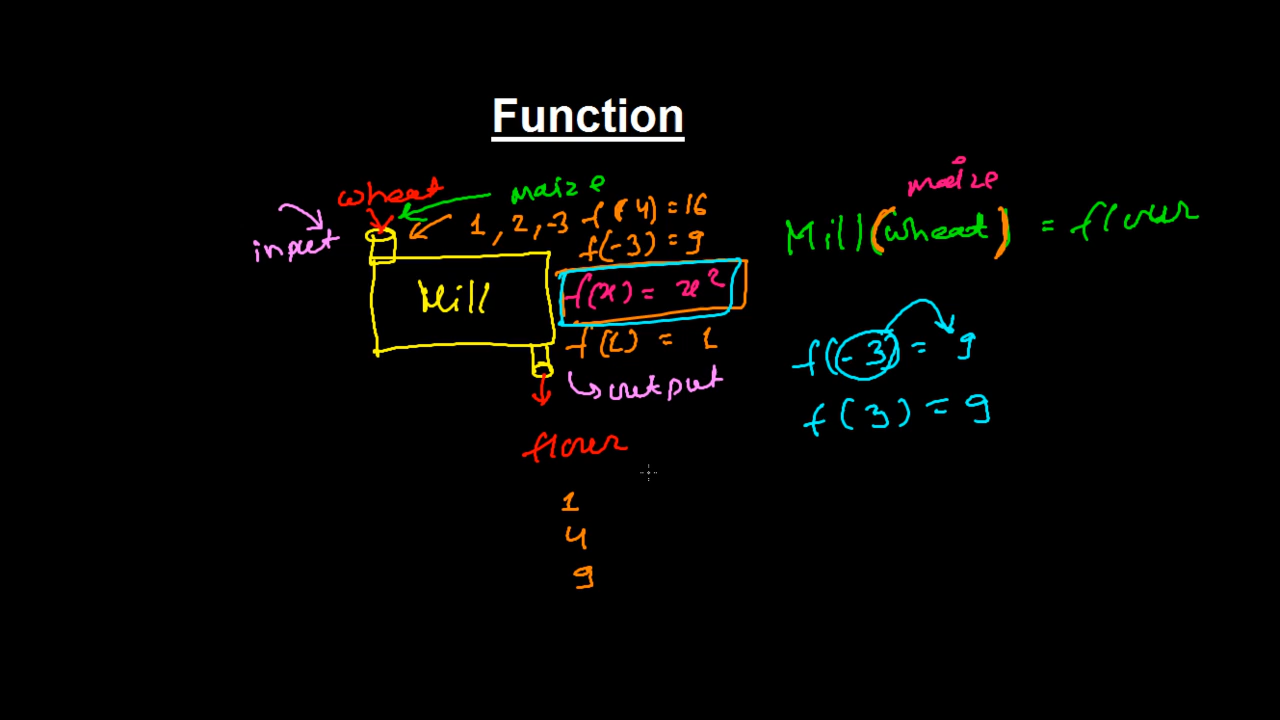 Function
wheat
maize
input
1, 2, -3
f(4) = 16
f(-3) = 9
Mill
f(x) = x²
f(1) = 1
output
flour
1
4
9
maize
Mill(wheat) = flour
f(-3) = 9
f(3) = 9